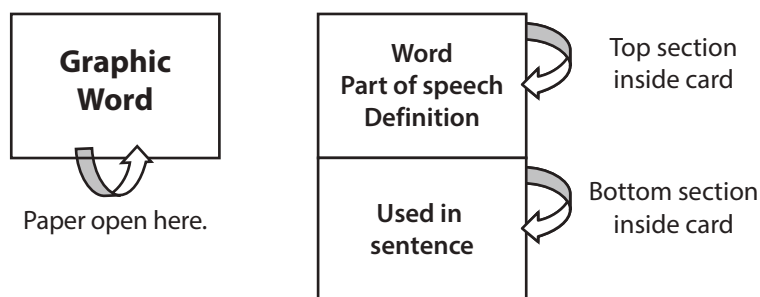 Graphic
Word
Paper open here.
Word
Part of speech
Definition
Top section
inside card
Used in
sentence
Bottom section
inside card